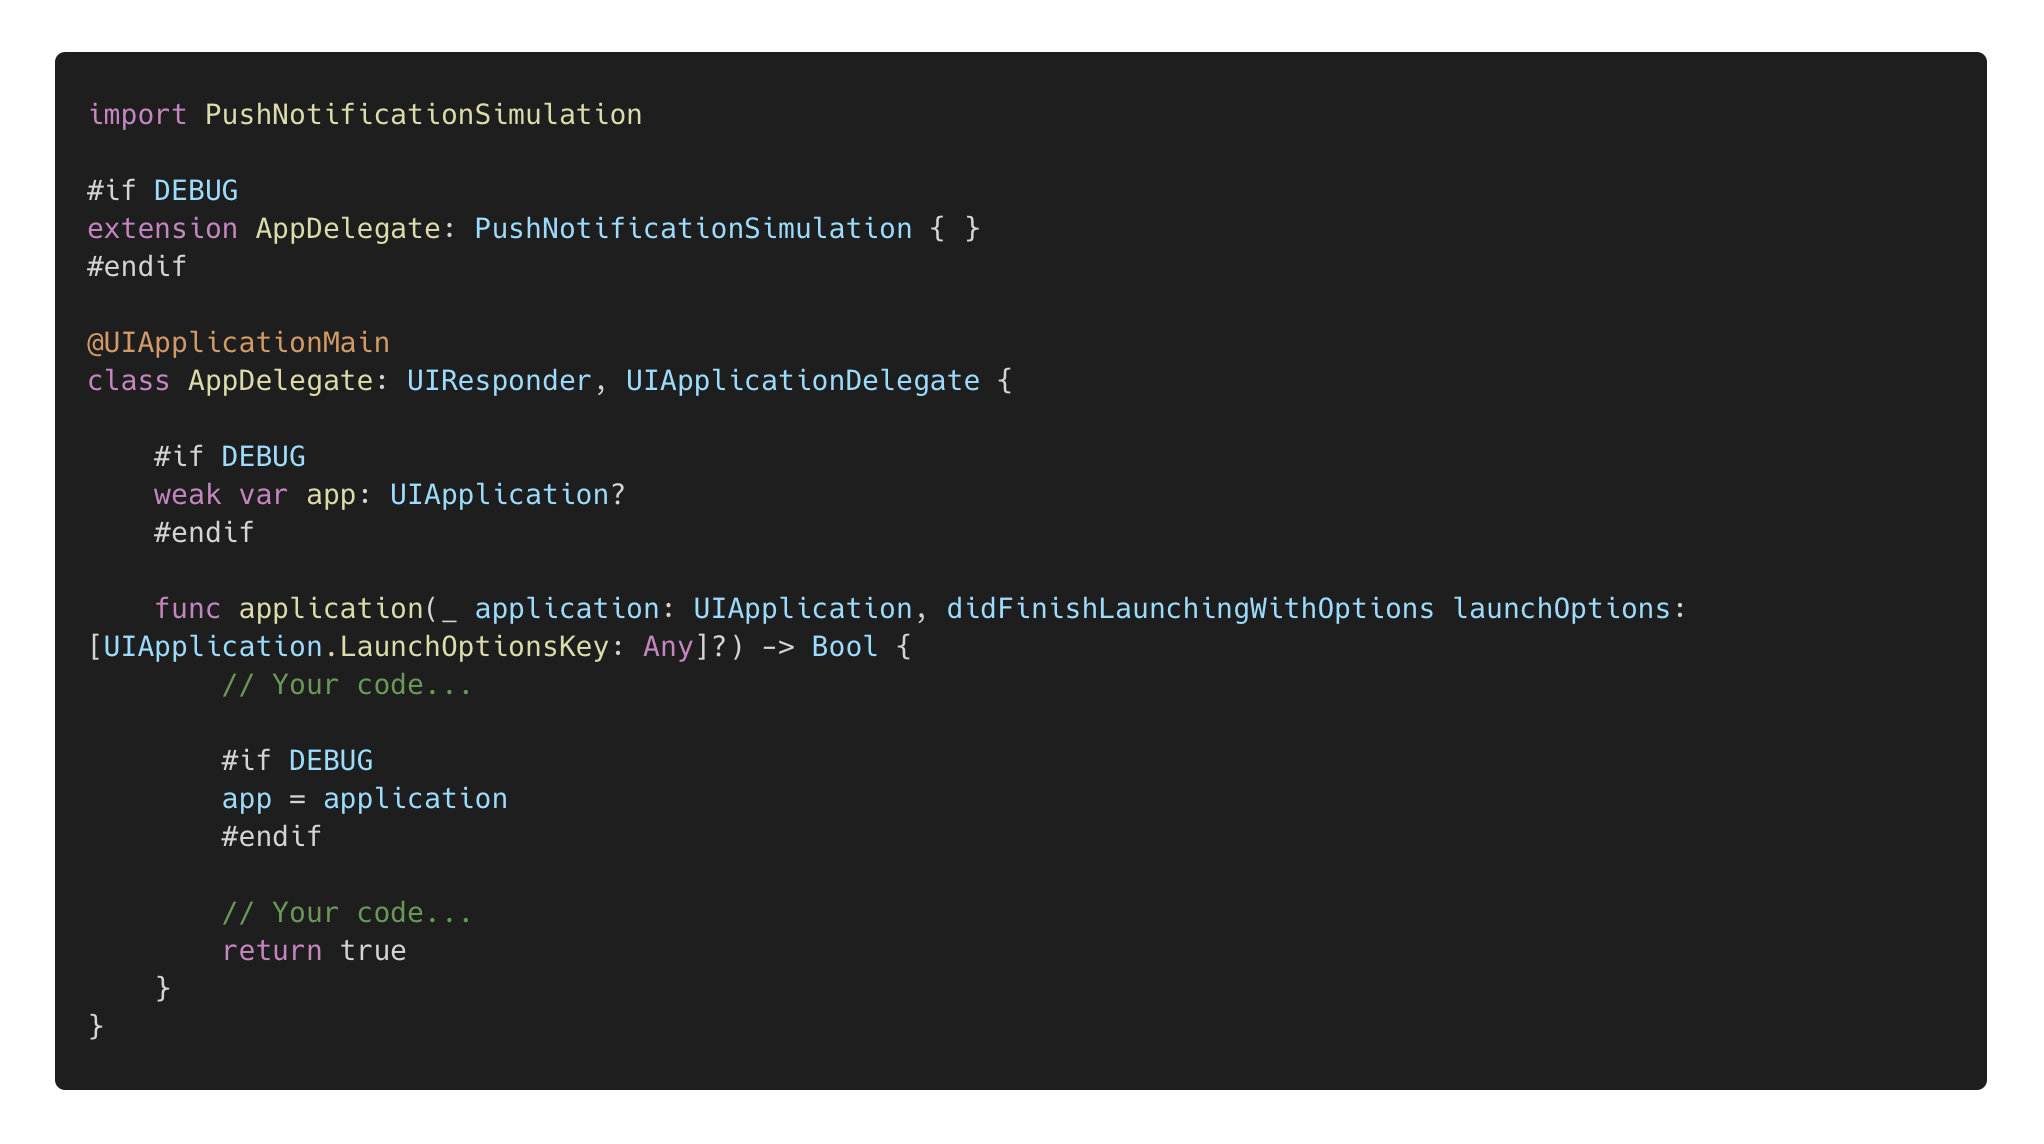 import PushNotificationSimulation
#if DEBUG
extension AppDelegate: PushNotificationSimulation { }
#endif
@UIApplicationMain
class AppDelegate: UIResponder, UIApplicationDelegate {
#if DEBUG
weak var app: UIApplication?
#endif
func application(_ application: UIApplication, didFinishLaunchingWithOptions launchOptions:
[UIApplication.LaunchOptionsKey: Any]?) -> Bool {
// Your code...
#if DEBUG
app = application
#endif
// Your code...
return true
}
}